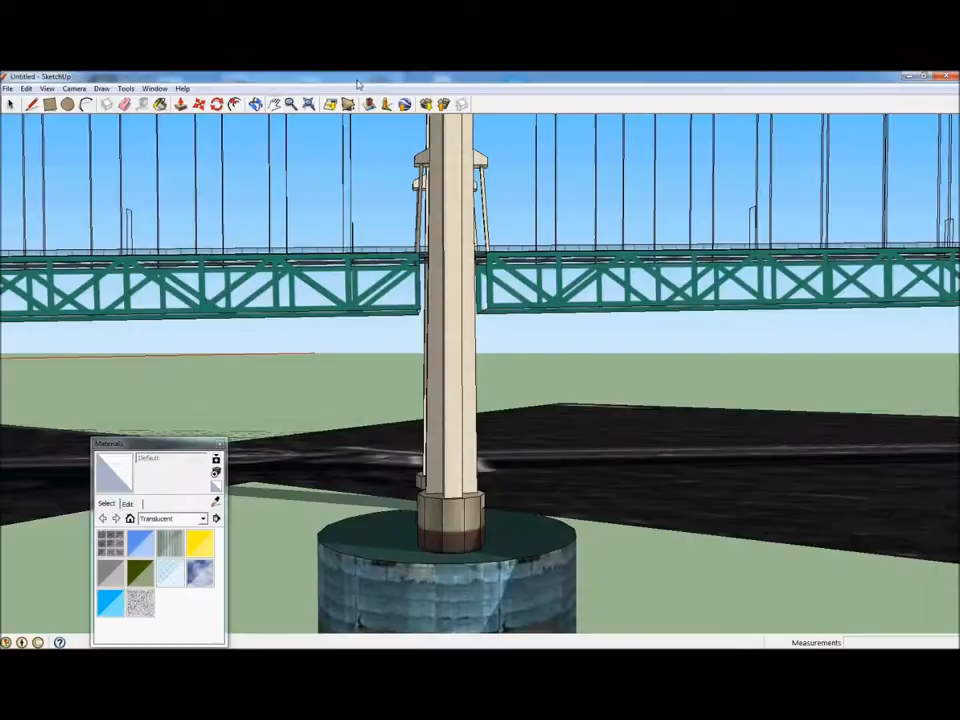 Untitled - SketchUp
File Edit View Camera Draw Tools Window Help
Materials
Default
Select Edit
Translucent
Measurements